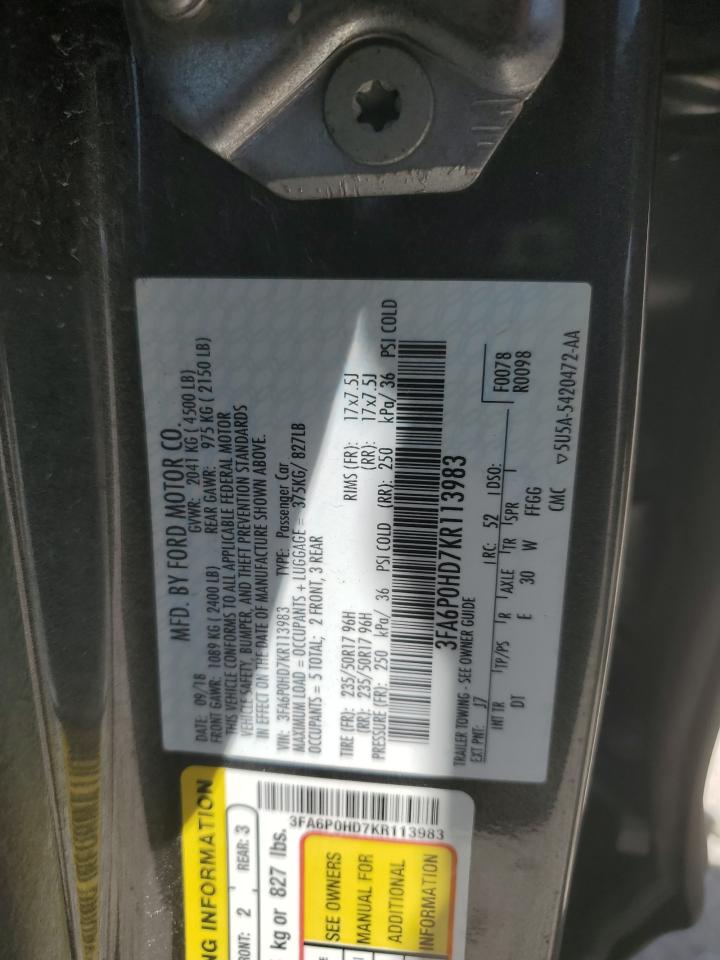 MFD. BY FORD MOTOR CO.
DATE: 09/18 GVWR: 2041 KG ( 4500 LB)
FRONT GAWR: 1089 KG ( 2400 LB) REAR GAWR: 975 KG ( 2150 LB)
THIS VEHICLE CONFORMS TO ALL APPLICABLE FEDERAL MOTOR
VEHICLE SAFETY, BUMPER, AND THEFT PREVENTION STANDARDS
IN EFFECT ON THE DATE OF MANUFACTURE SHOWN ABOVE.
VIN: 3FA6P0HD7KR113983 TYPE: Passenger Car
MAXIMUM LOAD = OCCUPANTS + LUGGAGE = 375KG/ 827LB
OCCUPANTS = 5 TOTAL; 2 FRONT, 3 REAR
TIRE (FR): 235/50R17 96H RIMS (FR): 17x7.5J
(RR): 235/50R17 96H (RR): 17x7.5J
PRESSURE (FR): 250 kPa/ 36 PSI COLD (RR): 250 kPa/ 36 PSI COLD
3FA6P0HD7KR113983
TRAILER TOWING - SEE OWNER GUIDE
EXT PNT: J7 RC: 52 DSO: F0078
R0098
INT TR TP/PS R AXLE TR SPR
DT E 30 W FFGG
CMC ▽5U5A-5420472-AA
NG INFORMATION
FRONT: 2 REAR: 3
kg or 827 lbs.
3FA6P0HD7KR113983
SEE OWNERS
MANUAL FOR
ADDITIONAL
INFORMATION